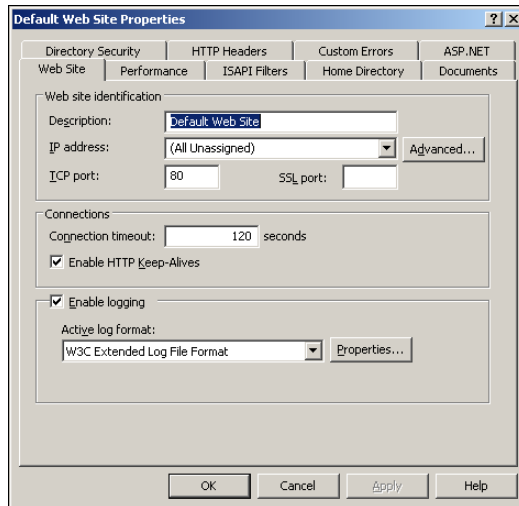 Default Web Site Properties
Directory Security HTTP Headers Custom Errors ASP.NET
Web Site Performance ISAPI Filters Home Directory Documents
Web site identification
Description: Default Web Site
IP address: (All Unassigned) Advanced...
TCP port: 80 SSL port:
Connections
Connection timeout: 120 seconds
Enable HTTP Keep-Alives
Enable logging
Active log format:
W3C Extended Log File Format Properties...
OK Cancel Apply Help